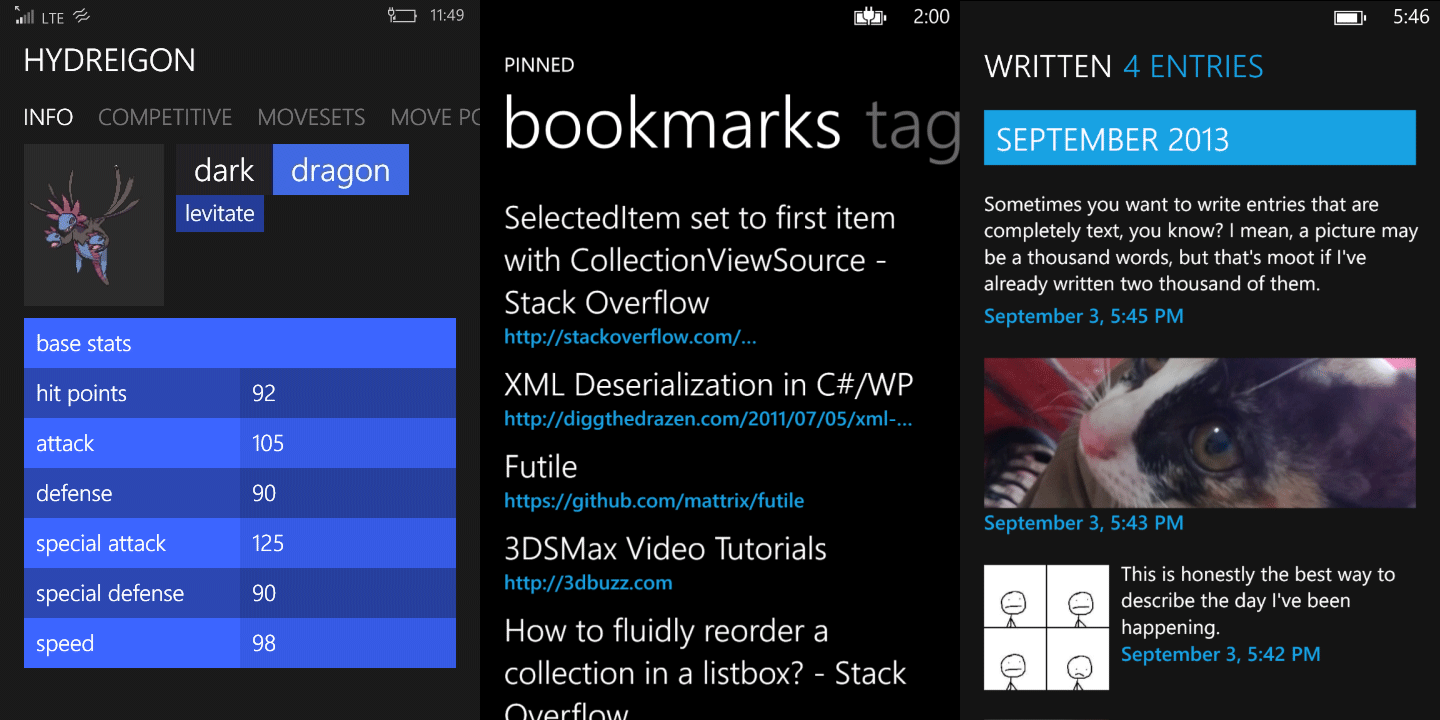 LTE 11:49
HYDREIGON
INFO COMPETITIVE MOVESETS MOVE PO
dark dragon
levitate
base stats
hit points 92
attack 105
defense 90
special attack 125
special defense 90
speed 98
2:00
PINNED
bookmarks tag
SelectedItem set to first item
with CollectionViewSource -
Stack Overflow
http://stackoverflow.com/...
XML Deserialization in C#/WP
http://diggthedrazen.com/2011/07/05/xml-...
Futile
https://github.com/mattrix/futile
3DSMax Video Tutorials
http://3dbuzz.com
How to fluidly reorder a
collection in a listbox? - Stack
Overflow
5:46
WRITTEN 4 ENTRIES
SEPTEMBER 2013
Sometimes you want to write entries that are
completely text, you know? I mean, a picture may
be a thousand words, but that's moot if I've
already written two thousand of them.
September 3, 5:45 PM
September 3, 5:43 PM
This is honestly the best way to
describe the day I've been
happening.
September 3, 5:42 PM